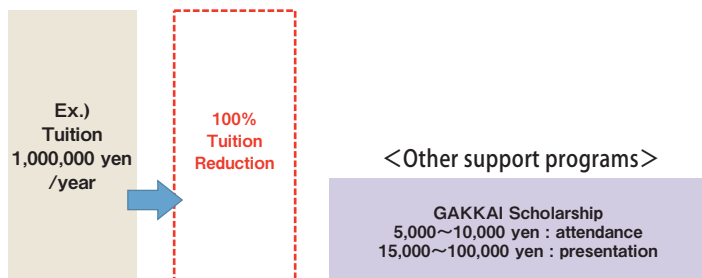 Ex.)
Tuition
1,000,000 yen
/year
100%
Tuition
Reduction
＜Other support programs＞
GAKKAI Scholarship
5,000～10,000 yen : attendance
15,000～100,000 yen : presentation